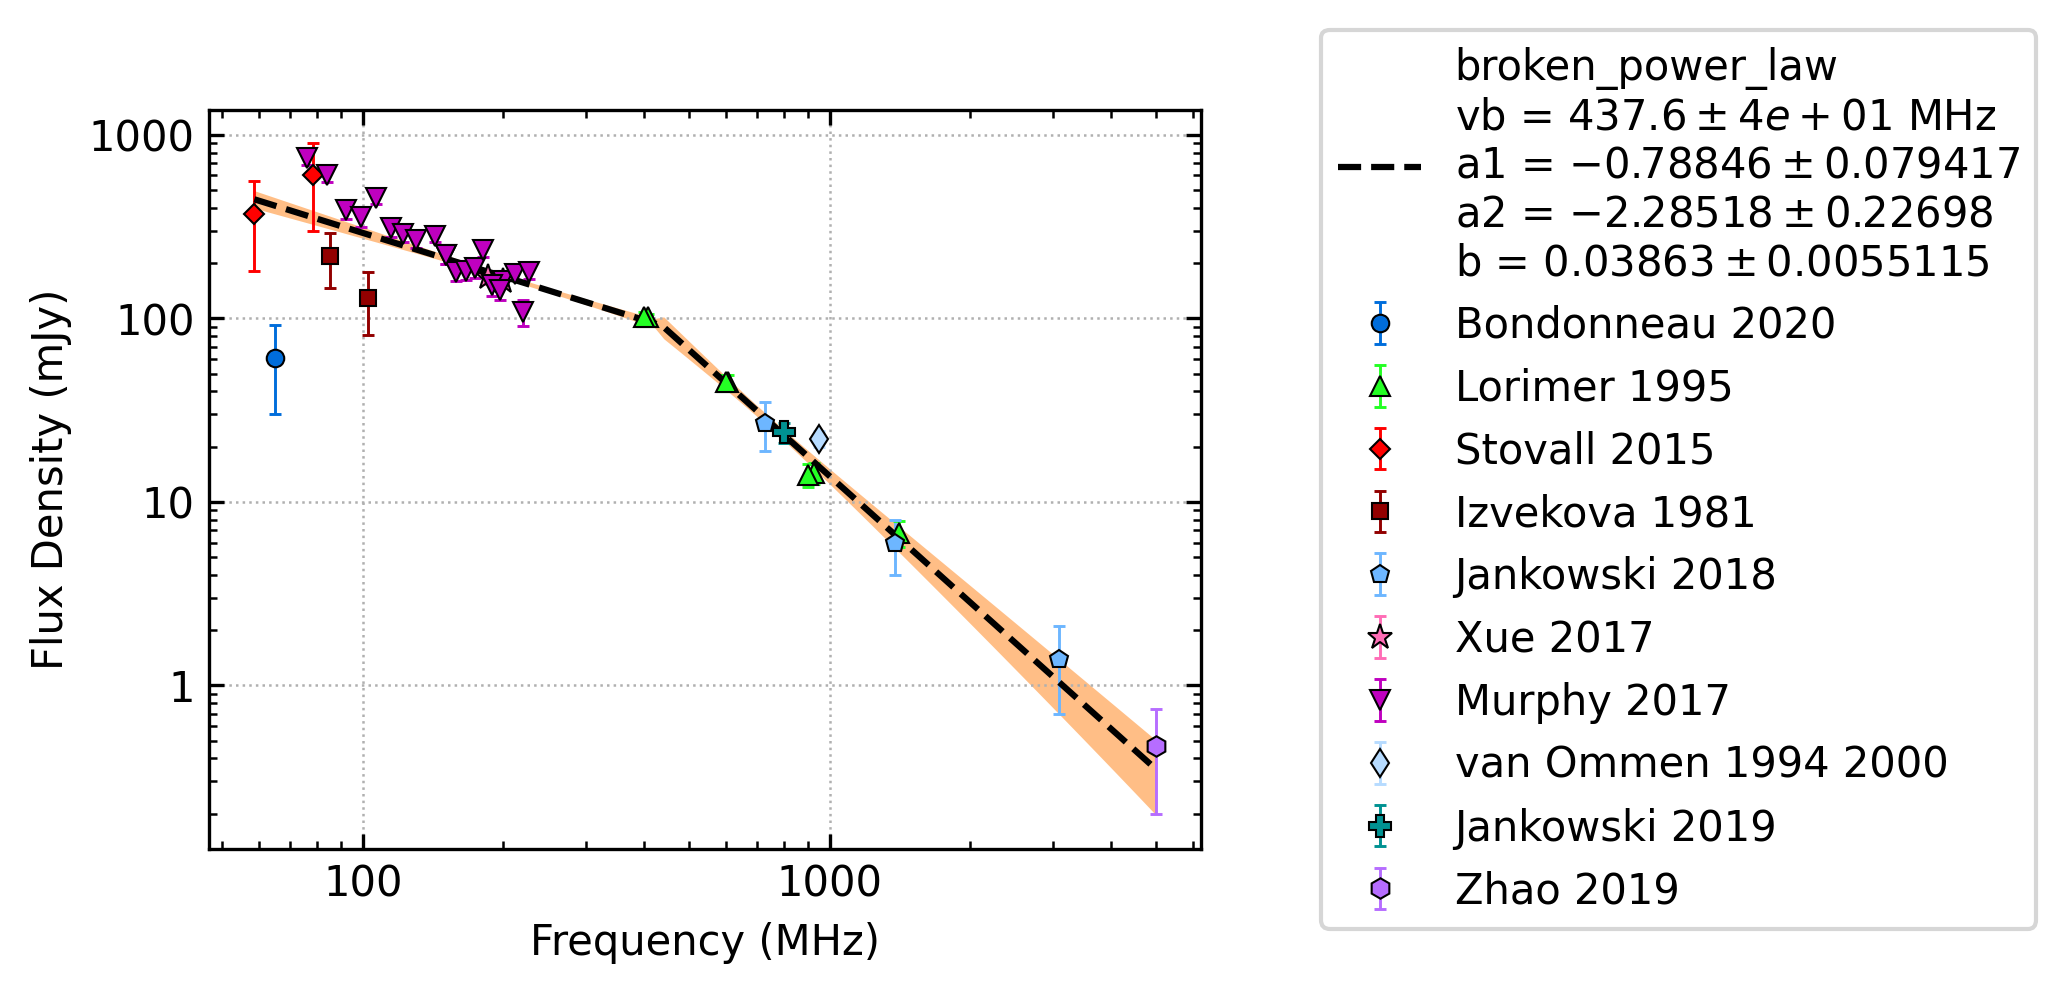 1000
100
10
1
Flux Density (mJy)
100
1000
Frequency (MHz)
broken_power_law
vb = 437.6 ± 4e + 01 MHz
a1 = −0.78846 ± 0.079417
a2 = −2.28518 ± 0.22698
b = 0.03863 ± 0.0055115
Bondonneau 2020
Lorimer 1995
Stovall 2015
Izvekova 1981
Jankowski 2018
Xue 2017
Murphy 2017
van Ommen 1994 2000
Jankowski 2019
Zhao 2019